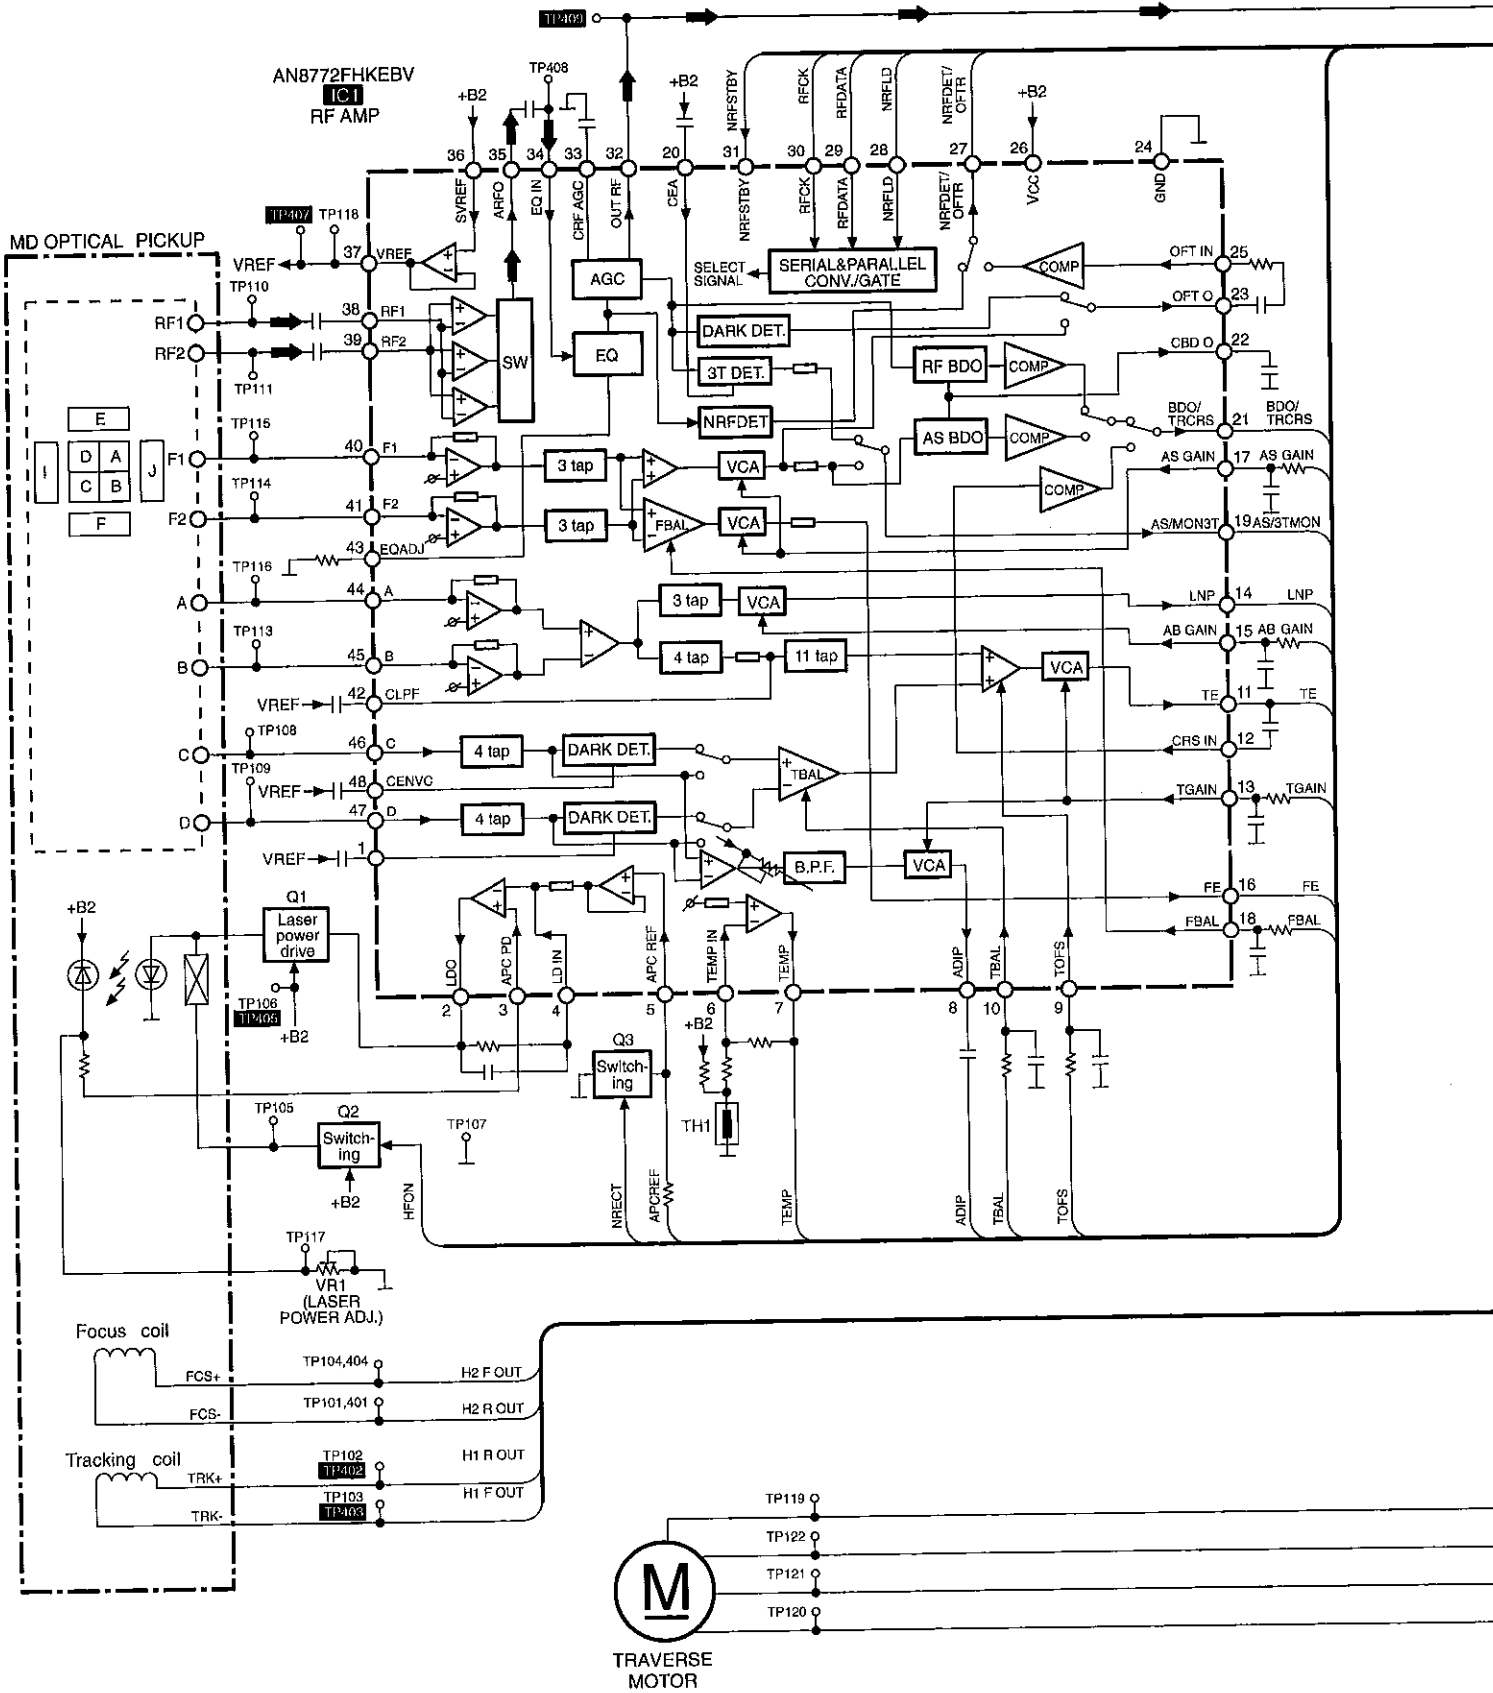 TP409
AN8772FHKEBV
IC1
RF AMP
+B2
TP408
+B2
NRFSTBY
RFCK
RFDATA
NRFLD
NRFDET/
OFTR
+B2
36
35
34
33
32
20
31
30
29
28
27
26
24
SVREF
ARFO
EQ IN
CRF AGC
OUT RF
CEA
NRFSTBY
RFCK
RFDATA
NRFLD
NRFDET/
OFTR
VCC
GND
TP407
TP118
MD OPTICAL PICKUP
VREF
37
VREF
TP110
RF1
38
RF1
RF2
39
RF2
TP111
SW
AGC
EQ
SELECT
SIGNAL
SERIAL&PARALLEL
CONV./GATE
COMP
OFT IN
25
OFT O
23
DARK DET.
3T DET.
NRFDET
RF BDO
COMP
CBD O
22
AS BDO
COMP
BDO/
TRCRS
21
BDO/
TRCRS
E
I
D
A
C
B
J
F
TP115
F1
40
F1
3 tap
VCA
COMP
AS GAIN
17
AS GAIN
TP114
F2
41
F2
3 tap
FBAL
VCA
AS/MON3T
19
AS/3TMON
43
EQADJ
TP116
A
44
A
3 tap
VCA
LNP
14
LNP
TP113
B
45
B
4 tap
11 tap
VCA
AB GAIN
15
AB GAIN
VREF
42
CLPF
TE
11
TE
TP108
C
46
C
4 tap
DARK DET.
TBAL
CRS IN
12
TP109
VREF
48
CENVC
TGAIN
13
TGAIN
D
47
D
4 tap
DARK DET.
VREF
1
B.P.F.
VCA
FE
16
FE
FBAL
18
FBAL
+B2
Q1
Laser
power
drive
TP106
TP405
+B2
LDO
APC PD
LD IN
APC REF
TEMP IN
TEMP
ADIP
TBAL
TOFS
2
3
4
5
6
7
8
10
9
+B2
Q3
Switch-
ing
TH1
TP105
Q2
Switch-
ing
+B2
TP107
HFON
NRECT
APCREF
TEMP
ADIP
TBAL
TOFS
TP117
VR1
(LASER
POWER ADJ.)
Focus coil
FCS+
TP104,404
H2 F OUT
FCS-
TP101,401
H2 R OUT
Tracking coil
TRK+
TP102
TP402
H1 R OUT
TRK-
TP103
TP403
H1 F OUT
M
TP119
TP122
TP121
TP120
TRAVERSE
MOTOR